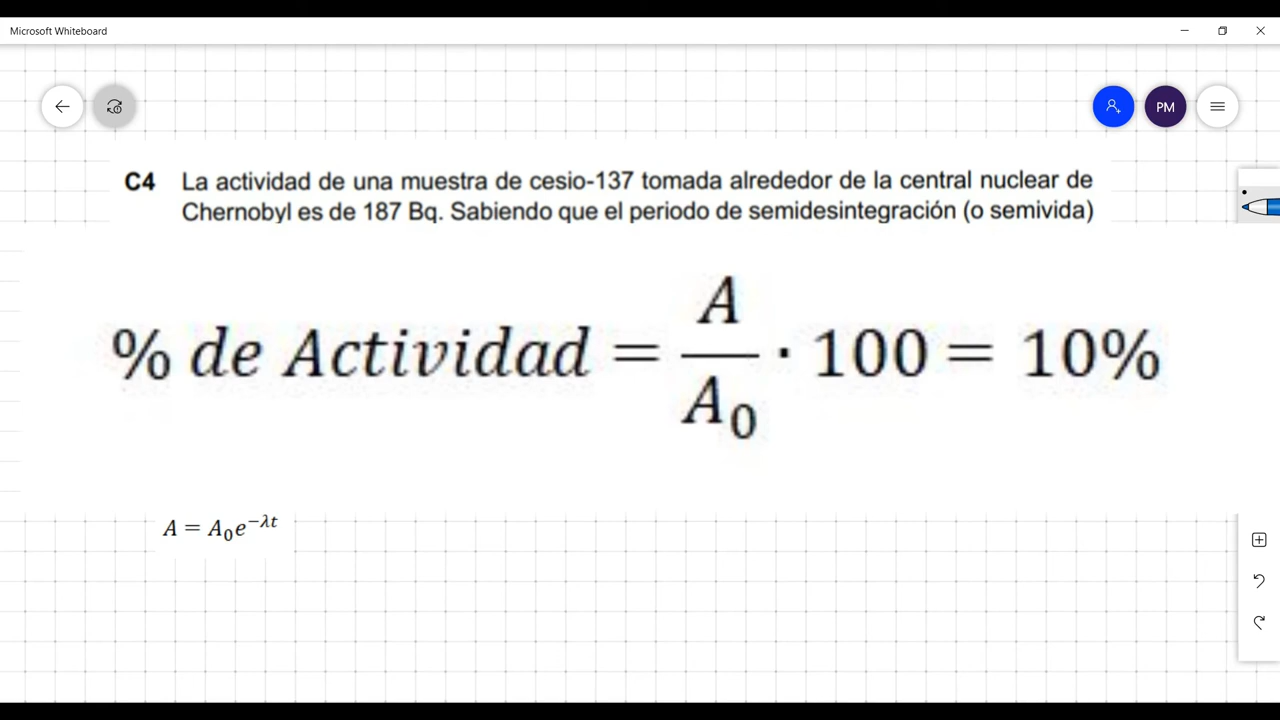 Microsoft Whiteboard
PM
C4 La actividad de una muestra de cesio-137 tomada alrededor de la central nuclear de
Chernobyl es de 187 Bq. Sabiendo que el periodo de semidesintegración (o semivida)
% de Actividad = A/A₀ · 100 = 10%
A = A₀e^−λt